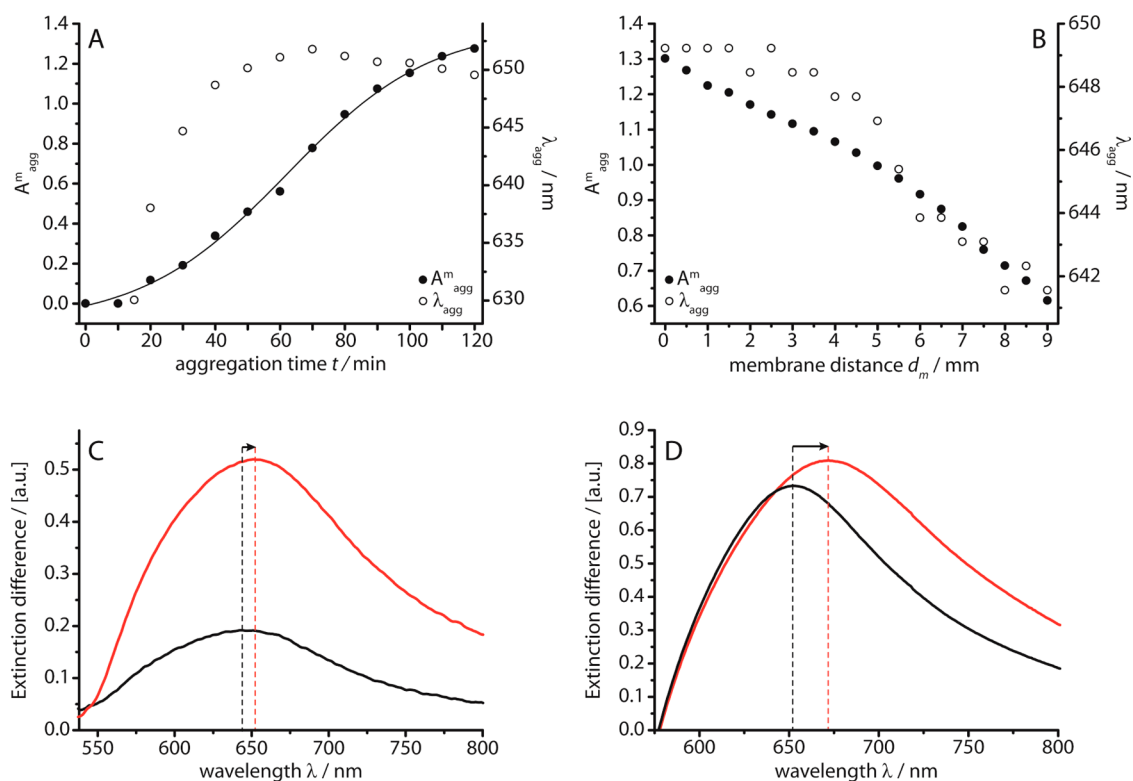 A
1.4
1.2
1.0
0.8
0.6
0.4
0.2
0.0
A^m_agg
650
645
640
635
630
λ_agg / nm
A^m_agg
λ_agg
0 20 40 60 80 100 120
aggregation time t / min
B
1.4
1.3
1.2
1.3
1.0
0.9
0.8
0.7
0.6
A^m_agg
650
648
646
644
642
λ_agg / nm
A^m_agg
λ_agg
0 1 2 3 4 5 6 7 8 9
membrane distance d_m / mm
C
0.5
0.4
0.3
0.2
0.1
0.0
Extinction difference / [a.u.]
550 600 650 700 750 800
wavelength λ / nm
D
0.9
0.8
0.7
0.6
0.5
0.4
0.3
0.2
0.1
0.0
Extinction difference / [a.u.]
600 650 700 750 800
wavelength λ / nm